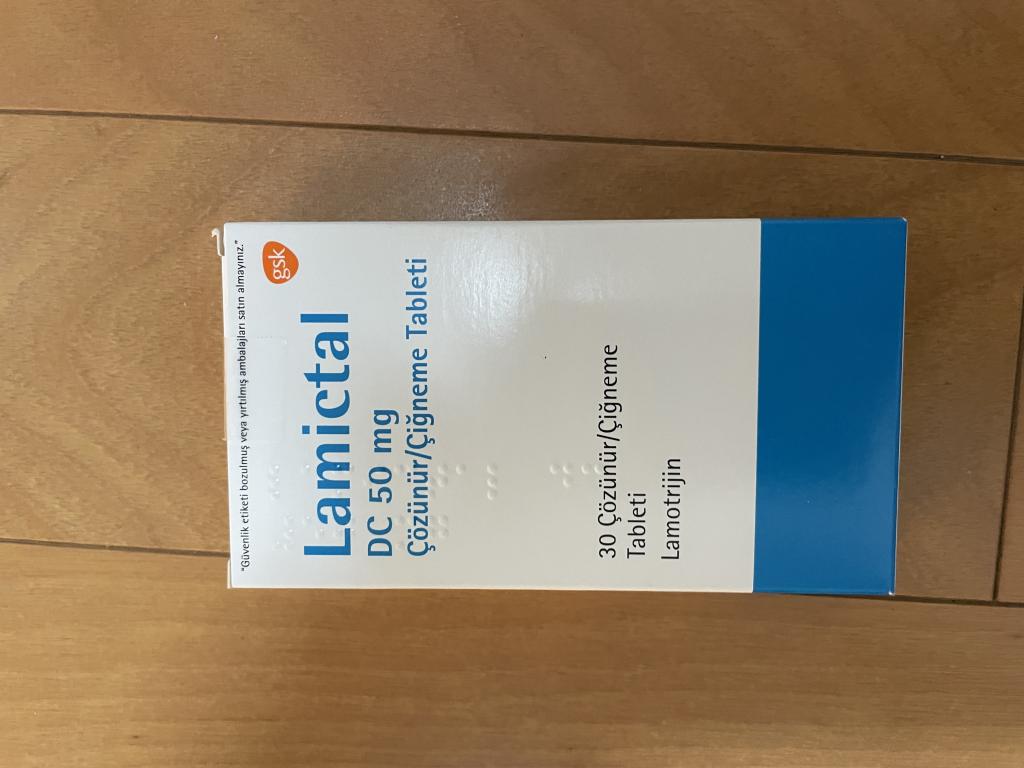 "Güvenlik etiketi bozulmuş veya yırtılmış ambalajları satın almayınız."
gsk
Lamictal
DC 50 mg
Çözünür/Çiğneme Tableti
30 Çözünür/Çiğneme
Tableti
Lamotrijin